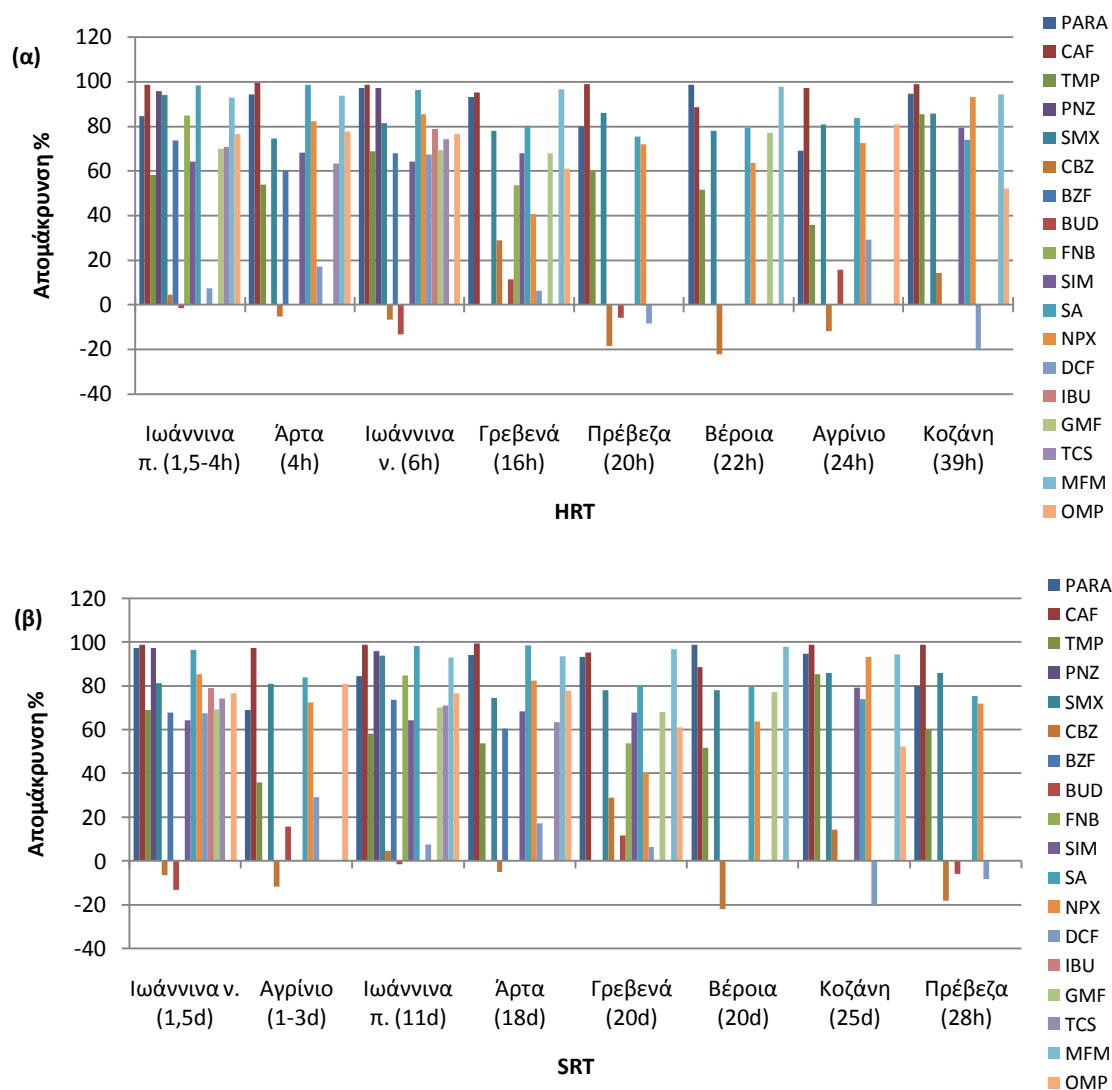 (α)
Απομάκρυνση %
120
100
80
60
40
20
0
-20
-40
Ιωάννινα π. (1,5-4h)
Άρτα (4h)
Ιωάννινα ν. (6h)
Γρεβενά (16h)
Πρέβεζα (20h)
Βέροια (22h)
Αγρίνιο (24h)
Κοζάνη (39h)
HRT
PARA
CAF
TMP
PNZ
SMX
CBZ
BZF
BUD
FNB
SIM
SA
NPX
DCF
IBU
GMF
TCS
MFM
OMP
(β)
Απομάκρυνση %
120
100
80
60
40
20
0
-20
-40
Ιωάννινα ν. (1,5d)
Αγρίνιο (1-3d)
Ιωάννινα π. (11d)
Άρτα (18d)
Γρεβενά (20d)
Βέροια (20d)
Κοζάνη (25d)
Πρέβεζα (28h)
SRT
PARA
CAF
TMP
PNZ
SMX
CBZ
BZF
BUD
FNB
SIM
SA
NPX
DCF
IBU
GMF
TCS
MFM
OMP